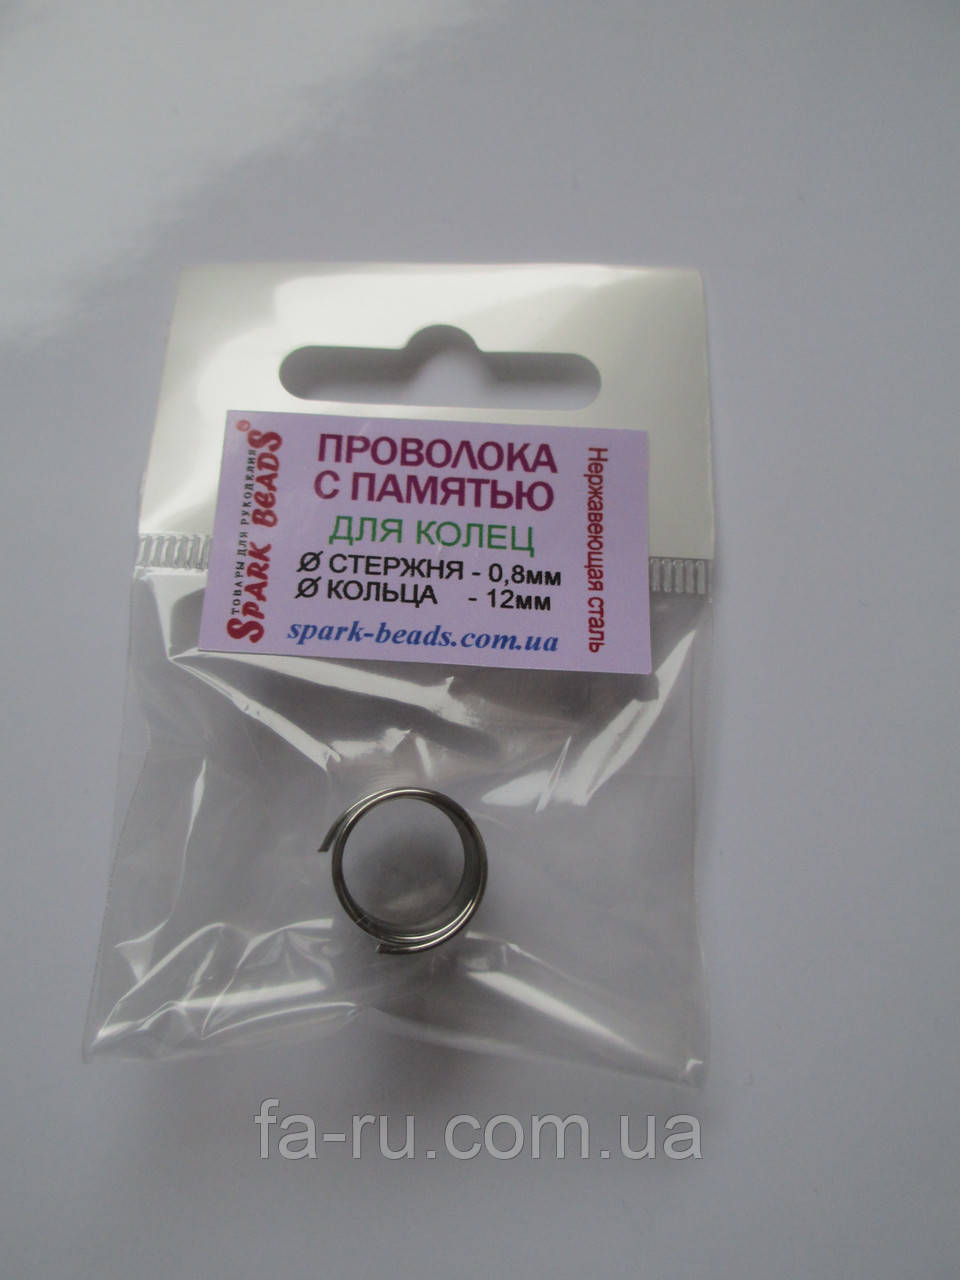 ТОВАРЫ ДЛЯ РУКОДЕЛИЯ
SPARK BEADS®
ПРОВОЛОКА
С ПАМЯТЬЮ
ДЛЯ КОЛЕЦ
Ø СТЕРЖНЯ - 0,8мм
Ø КОЛЬЦА - 12мм
spark-beads.com.ua
Нержавеющая сталь
fa-ru.com.ua